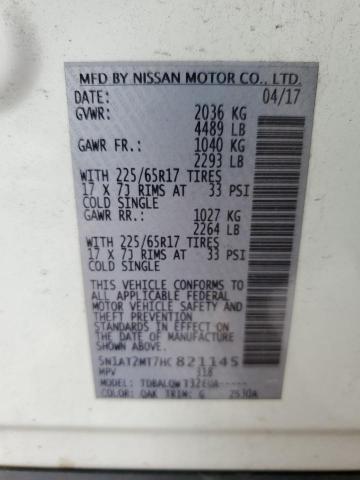 MFD BY NISSAN MOTOR CO., LTD.
DATE: 04/17
GVWR: 2036 KG
4489 LB
GAWR FR.: 1040 KG
2293 LB
WITH 225/65R17 TIRES
17 X 7J RIMS AT 33 PSI
COLD SINGLE
GAWR RR.: 1027 KG
2264 LB
WITH 225/65R17 TIRES
17 X 7J RIMS AT 33 PSI
COLD SINGLE
THIS VEHICLE CONFORMS TO
ALL APPLICABLE FEDERAL
MOTOR VEHICLE SAFETY AND
THEFT PREVENTION
STANDARDS IN EFFECT ON
THE DATE OF MANUFACTURE
SHOWN ABOVE.
5N1AT2MT7HC821145
MPV 318
MODEL:
COLOR: QAK TRIM: G